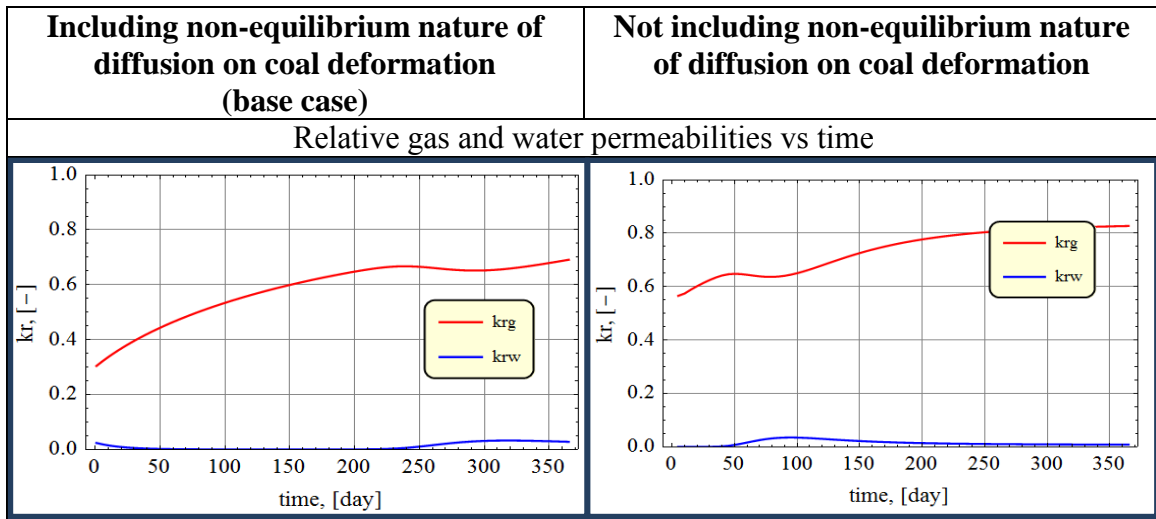 Including non-equilibrium nature of
diffusion on coal deformation
(base case)
Not including non-equilibrium nature
of diffusion on coal deformation
Relative gas and water permeabilities vs time
1.0
0.8
0.6
0.4
0.2
0.0
kr, [-]
krg
krw
0 50 100 150 200 250 300 350
time, [day]
1.0
0.8
0.6
0.4
0.2
0.0
kr, [-]
krg
krw
0 50 100 150 200 250 300 350
time, [day]